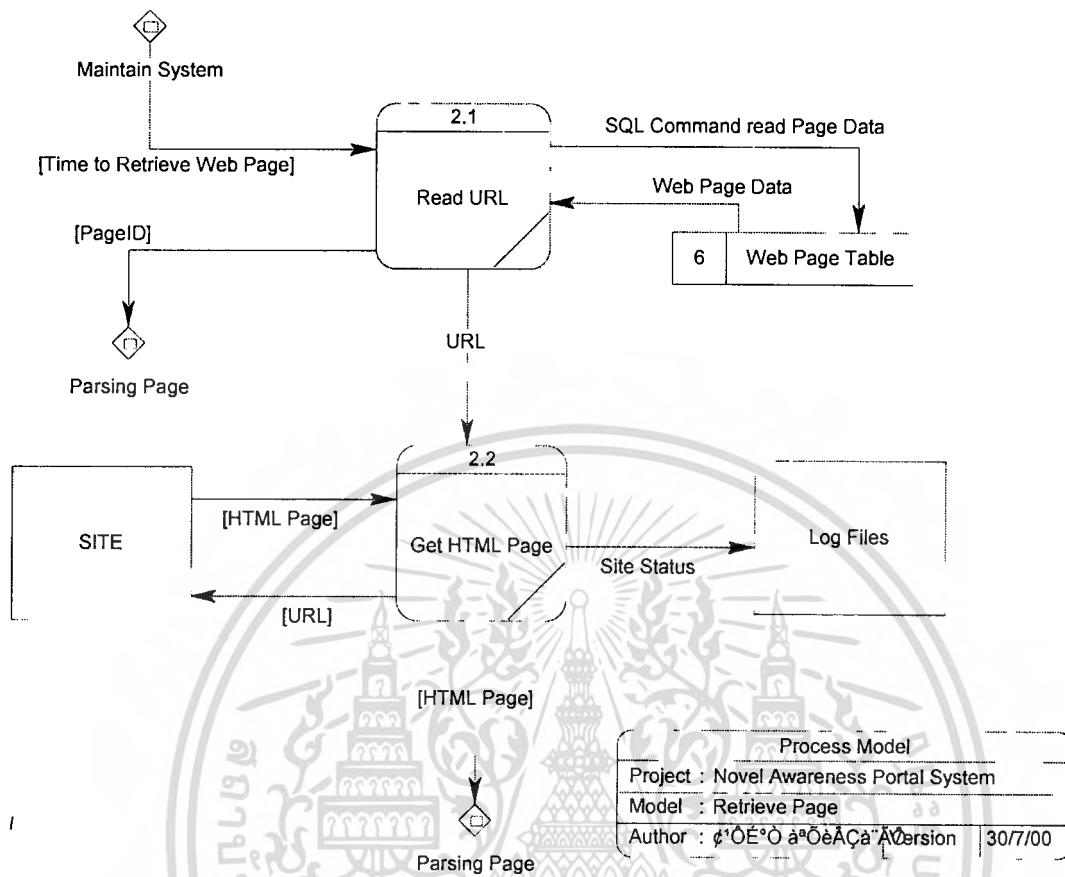 Maintain System
2.1
SQL Command read Page Data
[Time to Retrieve Web Page]
Read URL
Web Page Data
[PageID]
6 Web Page Table
URL
Parsing Page
2.2
SITE
[HTML Page]
Get HTML Page
Log Files
Site Status
[URL]
[HTML Page]
Process Model
Project : Novel Awareness Portal System
Model : Retrieve Page
Author : Version 30/7/00
Parsing Page